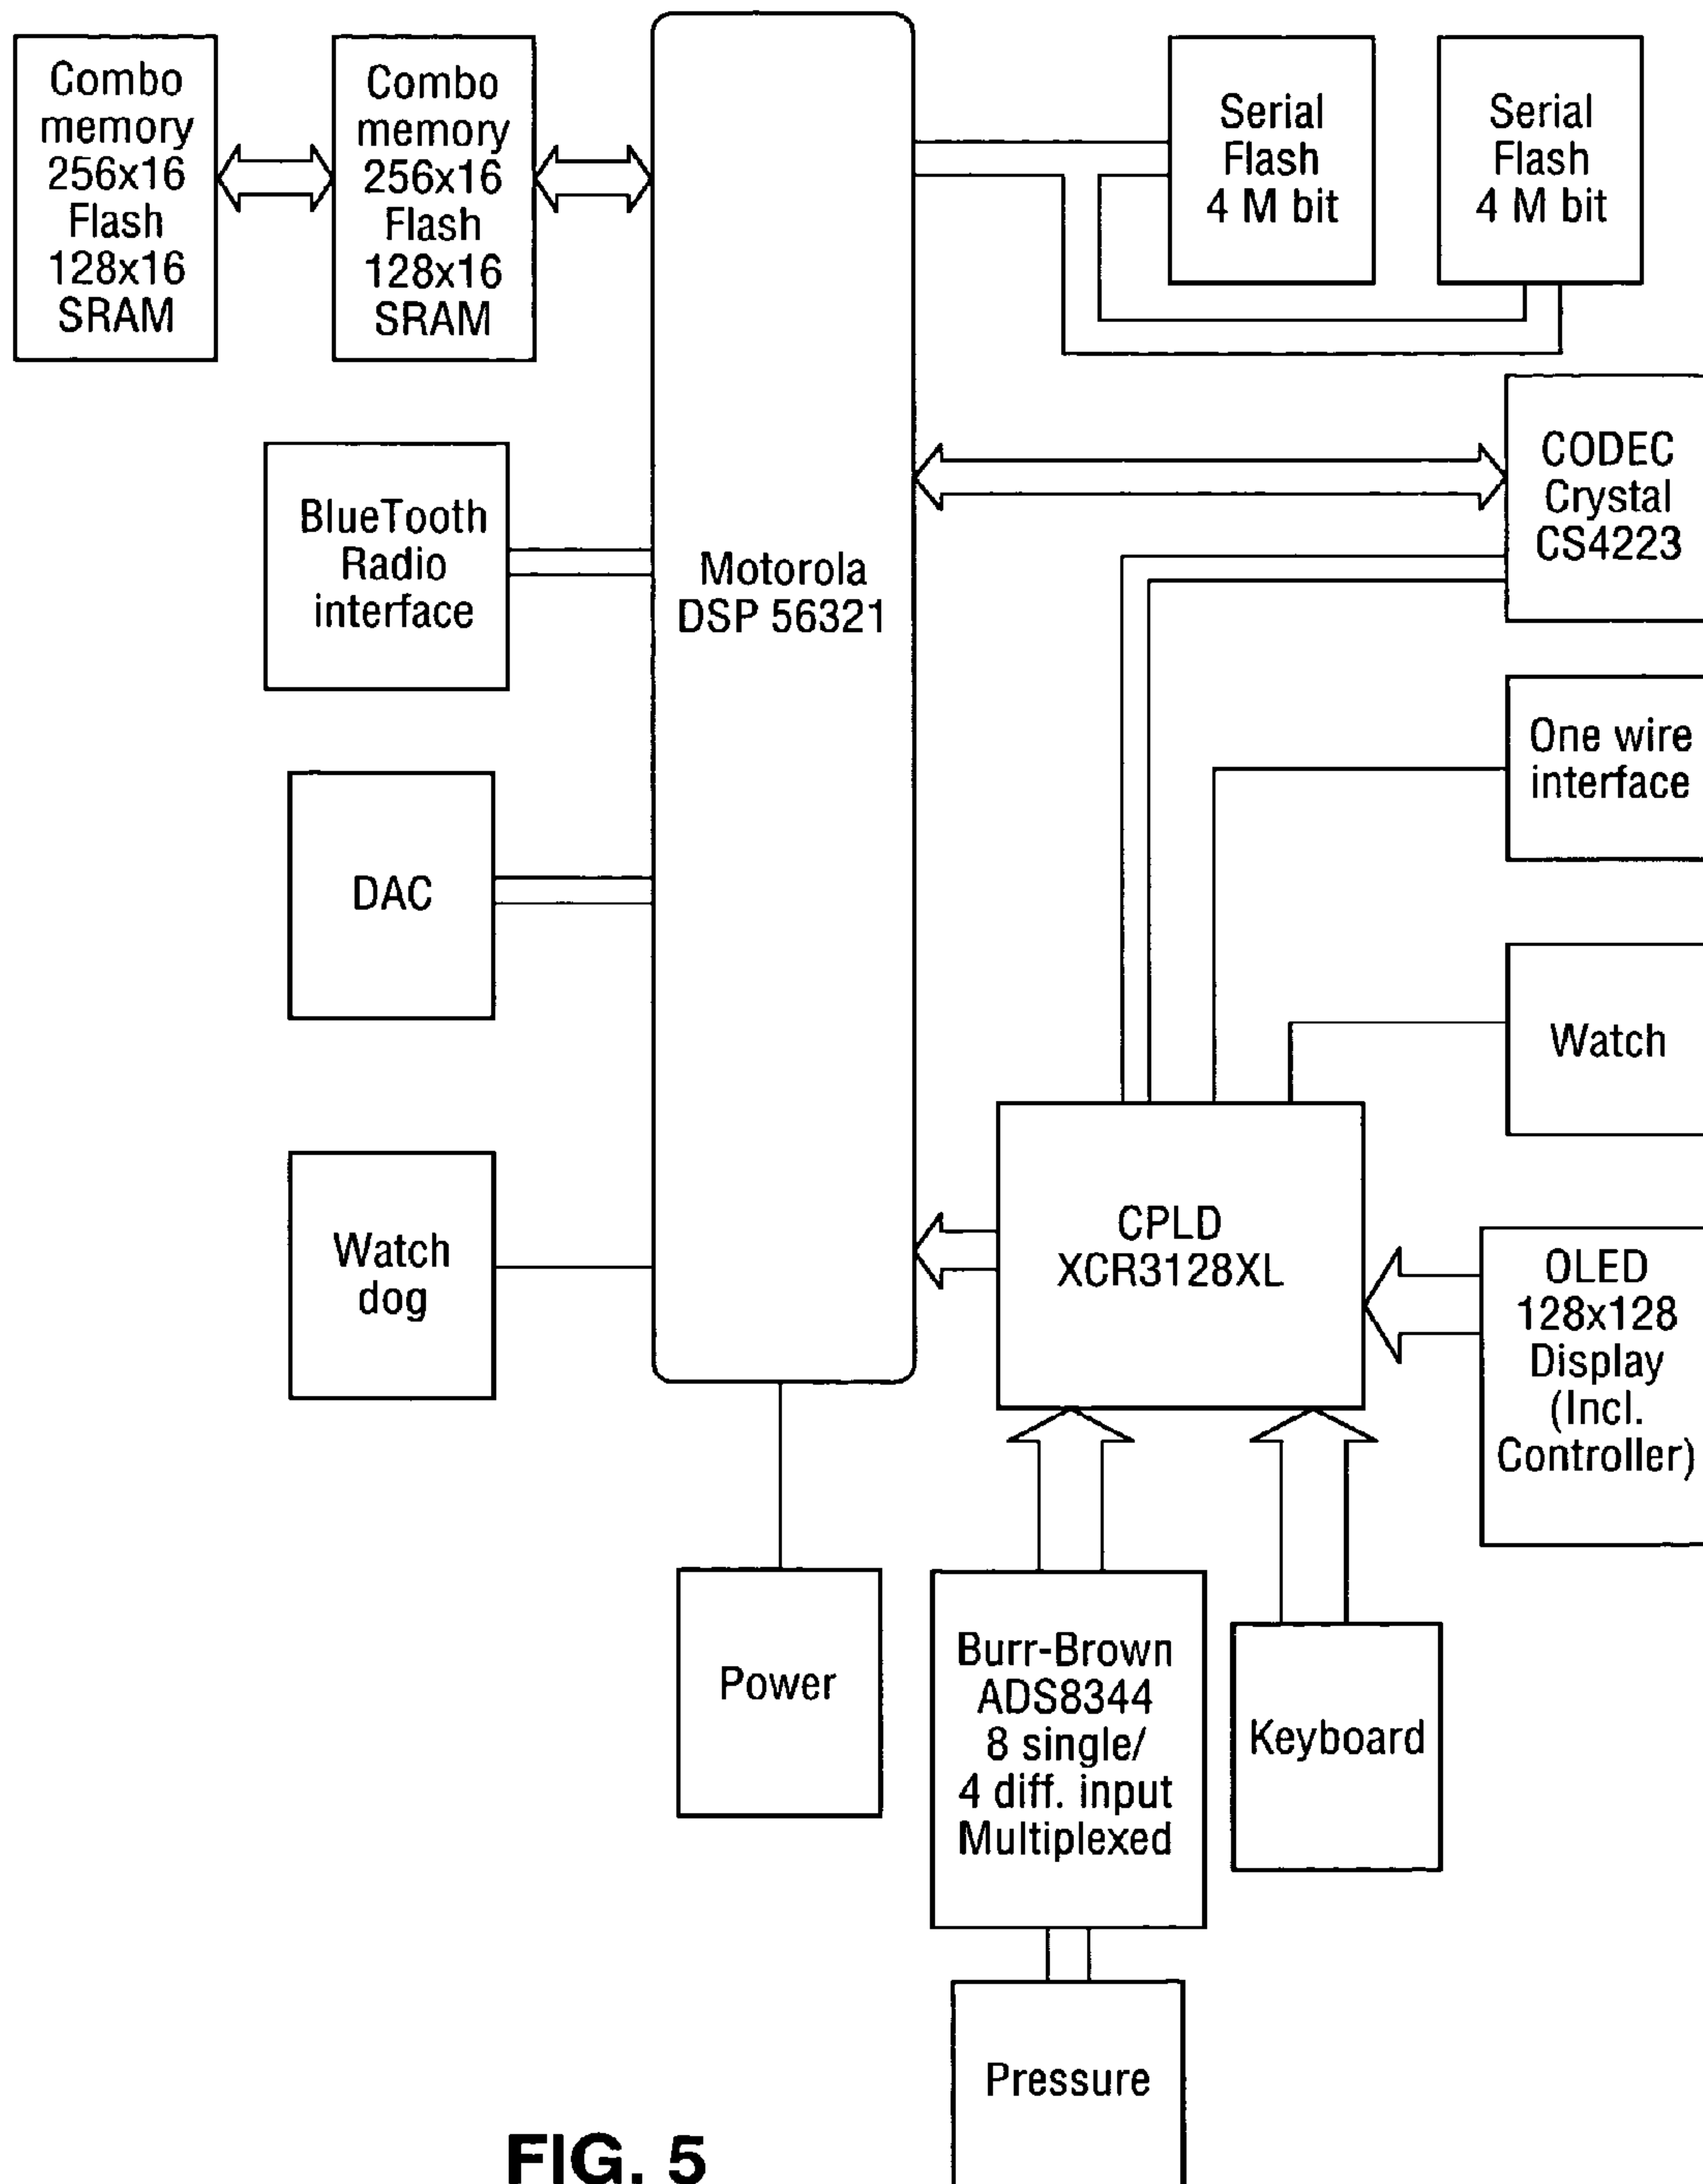 Combo
memory
256x16
Flash
128x16
SRAM
Combo
memory
256x16
Flash
128x16
SRAM
Serial
Flash
4 M bit
Serial
Flash
4 M bit
CODEC
Crystal
CS4223
BlueTooth
Radio
interface
Motorola
DSP 56321
One wire
interface
DAC
Watch
Watch
dog
CPLD
XCR3128XL
OLED
128x128
Display
(Incl.
Controller)
Power
Burr-Brown
ADS8344
8 single/
4 diff. input
Multiplexed
Keyboard
Pressure
FIG. 5